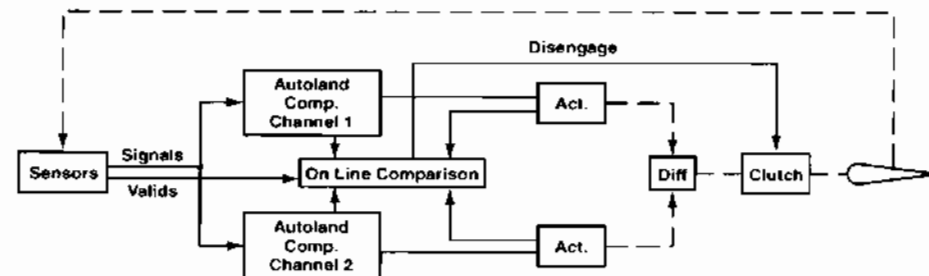 Disengage
Autoland
Comp.
Channel 1
Act.
Signals
Sensors
Valids
On Line Comparison
Diff
Clutch
Autoland
Comp.
Channel 2
Act.